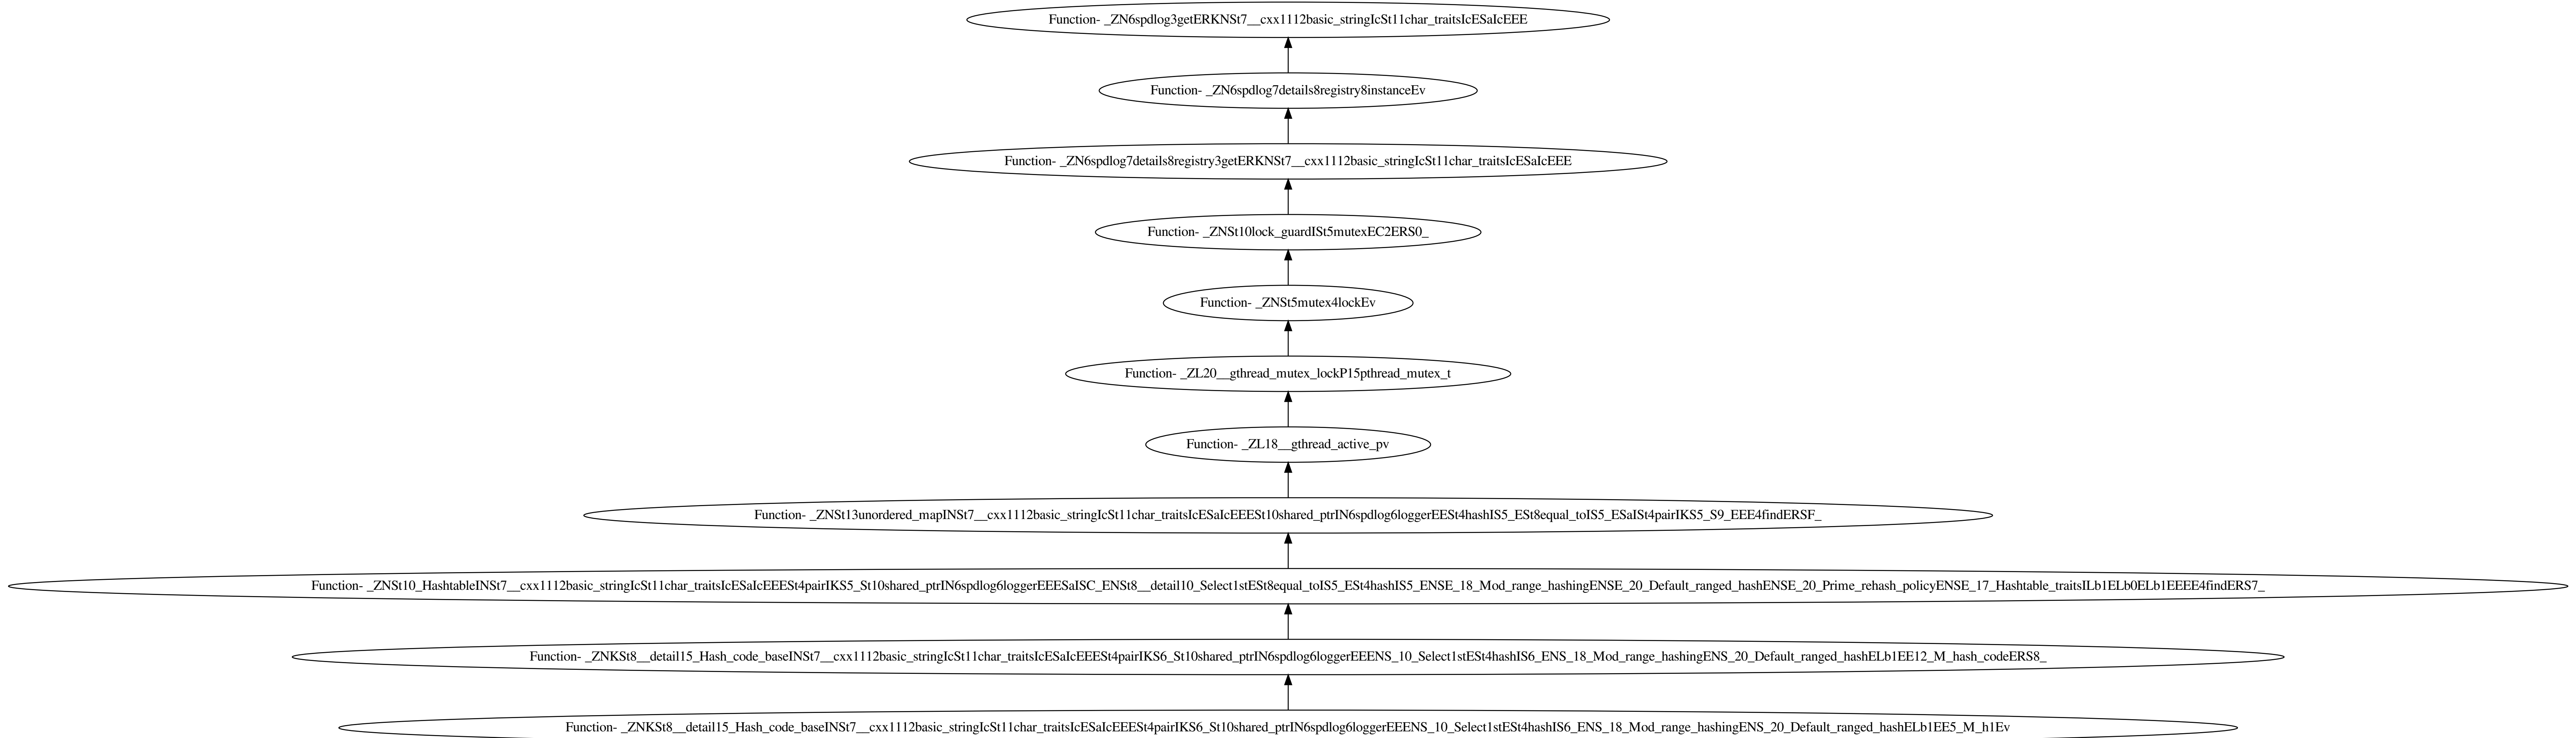 Function- _ZN6spdlog3getERKNSt7__cxx1112basic_stringIcSt11char_traitsIcESaIcEEE
Function- _ZN6spdlog7details8registry8instanceEv
Function- _ZN6spdlog7details8registry3getERKNSt7__cxx1112basic_stringIcSt11char_traitsIcESaIcEEE
Function- _ZNSt10lock_guardISt5mutexEC2ERS0_
Function- _ZNSt5mutex4lockEv
Function- _ZL20__gthread_mutex_lockP15pthread_mutex_t
Function- _ZL18__gthread_active_pv
Function- _ZNSt13unordered_mapINSt7__cxx1112basic_stringIcSt11char_traitsIcESaIcEEESt10shared_ptrIN6spdlog6loggerEESt4hashIS5_ESt8equal_toIS5_ESaISt4pairIKS5_S9_EEE4findERSF_
Function- _ZNSt10_HashtableINSt7__cxx1112basic_stringIcSt11char_traitsIcESaIcEEESt4pairIKS5_St10shared_ptrIN6spdlog6loggerEEESaISC_ENSt8__detail10_Select1stESt8equal_toIS5_ESt4hashIS5_ENSE_18_Mod_range_hashingENSE_20_Default_ranged_hashENSE_20_Prime_rehash_policyENSE_17_Hashtable_traitsILb1ELb0ELb1EEEE4findERS7_
Function- _ZNKSt8__detail15_Hash_code_baseINSt7__cxx1112basic_stringIcSt11char_traitsIcESaIcEEESt4pairIKS6_St10shared_ptrIN6spdlog6loggerEEENS_10_Select1stESt4hashIS6_ENS_18_Mod_range_hashingENS_20_Default_ranged_hashELb1EE12_M_hash_codeERS8_
Function- _ZNKSt8__detail15_Hash_code_baseINSt7__cxx1112basic_stringIcSt11char_traitsIcESaIcEEESt4pairIKS6_St10shared_ptrIN6spdlog6loggerEEENS_10_Select1stESt4hashIS6_ENS_18_Mod_range_hashingENS_20_Default_ranged_hashELb1EE5_M_h1Ev